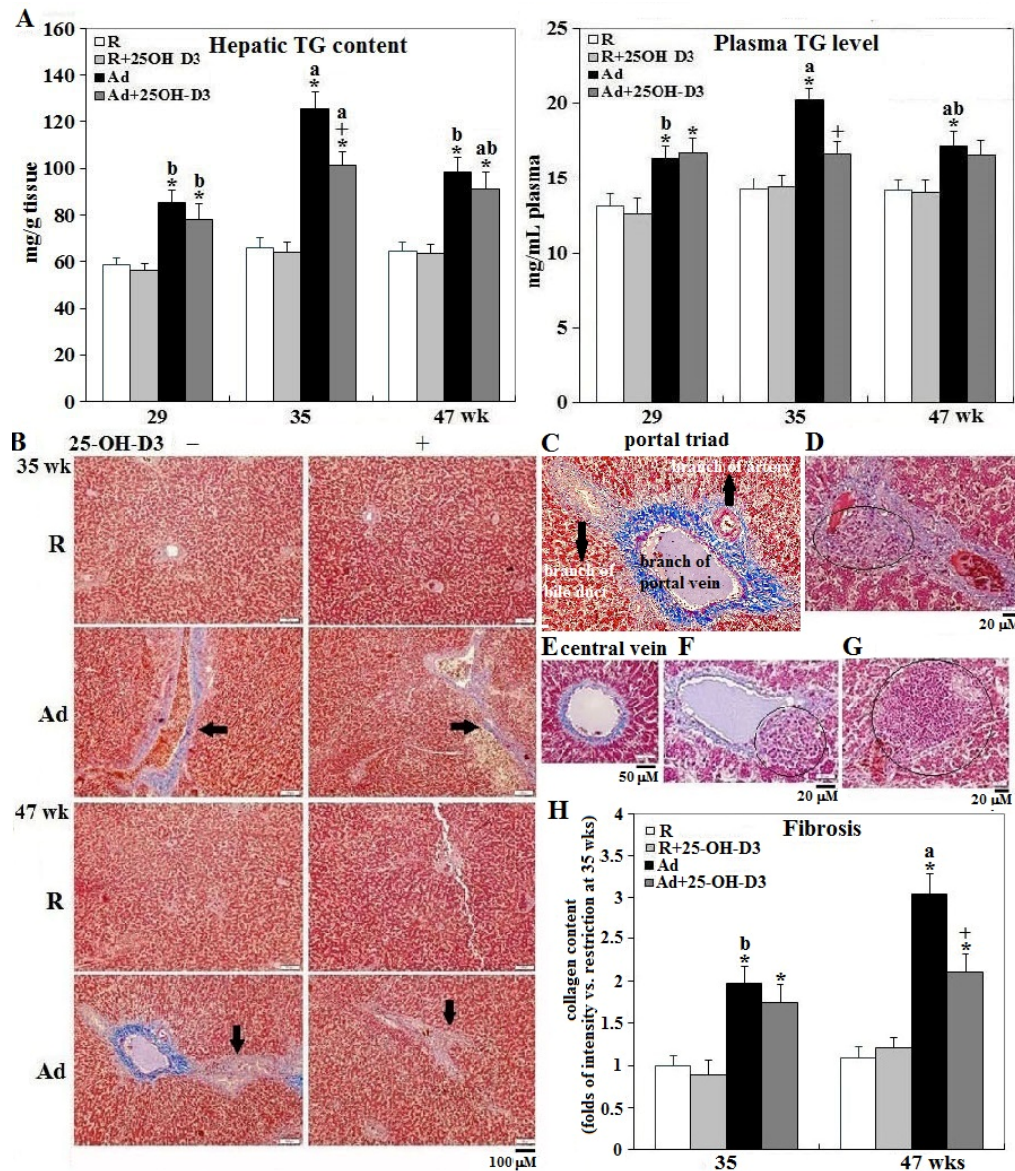 A
Hepatic TG content
R
R+25OH D3
Ad
Ad+25OH-D3
160
140
120
100
80
60
40
20
0
mg/g tissue
b
*
b
*
a
*
a
+
*
b
*
ab
*
29
35
47 wk
Plasma TG level
R
R+25OH D3
Ad
Ad+25OH-D3
25
20
15
10
5
0
mg/mL plasma
b
*
*
a
*
+
ab
*
29
35
47 wk
B
25-OH-D3
−
+
35 wk
R
Ad
47 wk
R
Ad
100 µM
C
portal triad
branch of artery
branch of
portal vein
branch of
bile duct
D
20 µM
E central vein
50 µM
F
20 µM
G
20 µM
H
Fibrosis
R
R+25-OH-D3
Ad
Ad+25-OH-D3
4
3.5
3
2.5
2
1.5
1
0.5
0
collagen content
(folds of intensity vs. restriction at 35 wks)
b
*
*
a
*
+
*
35
47 wks